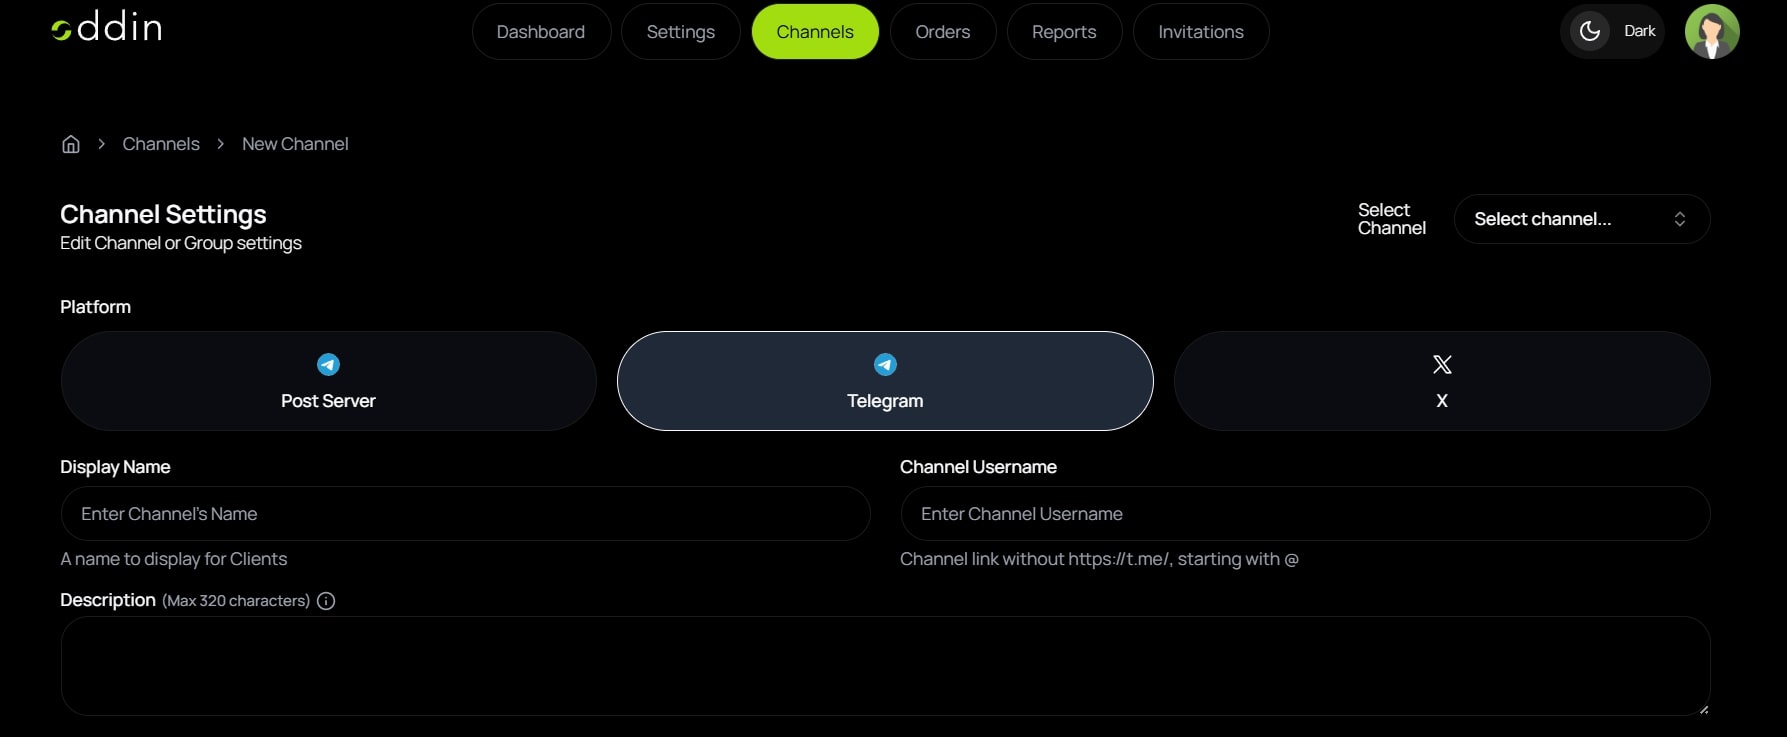 ddin
Dashboard
Settings
Channels
Orders
Reports
Invitations
Dark
Channels
New Channel
Channel Settings
Edit Channel or Group settings
Select
Channel
Select channel...
Platform
Post Server
Telegram
X
Display Name
Channel Username
Enter Channel's Name
Enter Channel Username
A name to display for Clients
Channel link without https://t.me/, starting with @
Description (Max 320 characters)